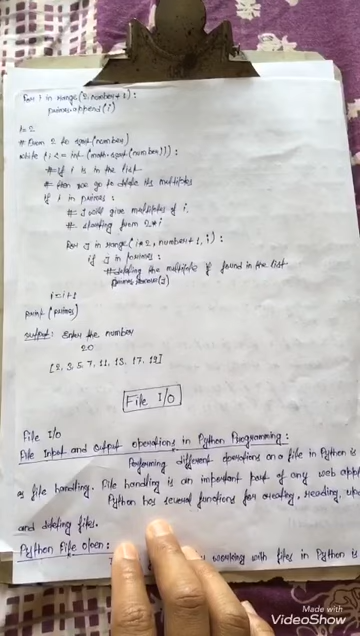 for i in range(2, number+1):
primes.append(i)
i=2
# from 2 to sqrt(number)
while (i <= int (math.sqrt(number))):
# if i is in the list
# then we go to delete its multiples
if i in primes:
# J will give multiples of i,
# starting from 2*i
for J in range(i*2, number+1, i):
if J in primes:
# deleting the multiple if found in the list
primes.remove(J)
i=i+1
print (primes)
output: Enter the number
20
[2, 3, 5, 7, 11, 13, 17, 19]
File I/O
File I/O
File Input and output operations in Python Programming:
Performing different operations on a file in Python is
as file handling. File handling is an important part of any web appl
Python has several functions for creating, reading, up
and deleting files.
Python File open:
working with files in Python is
Made with
VideoShow